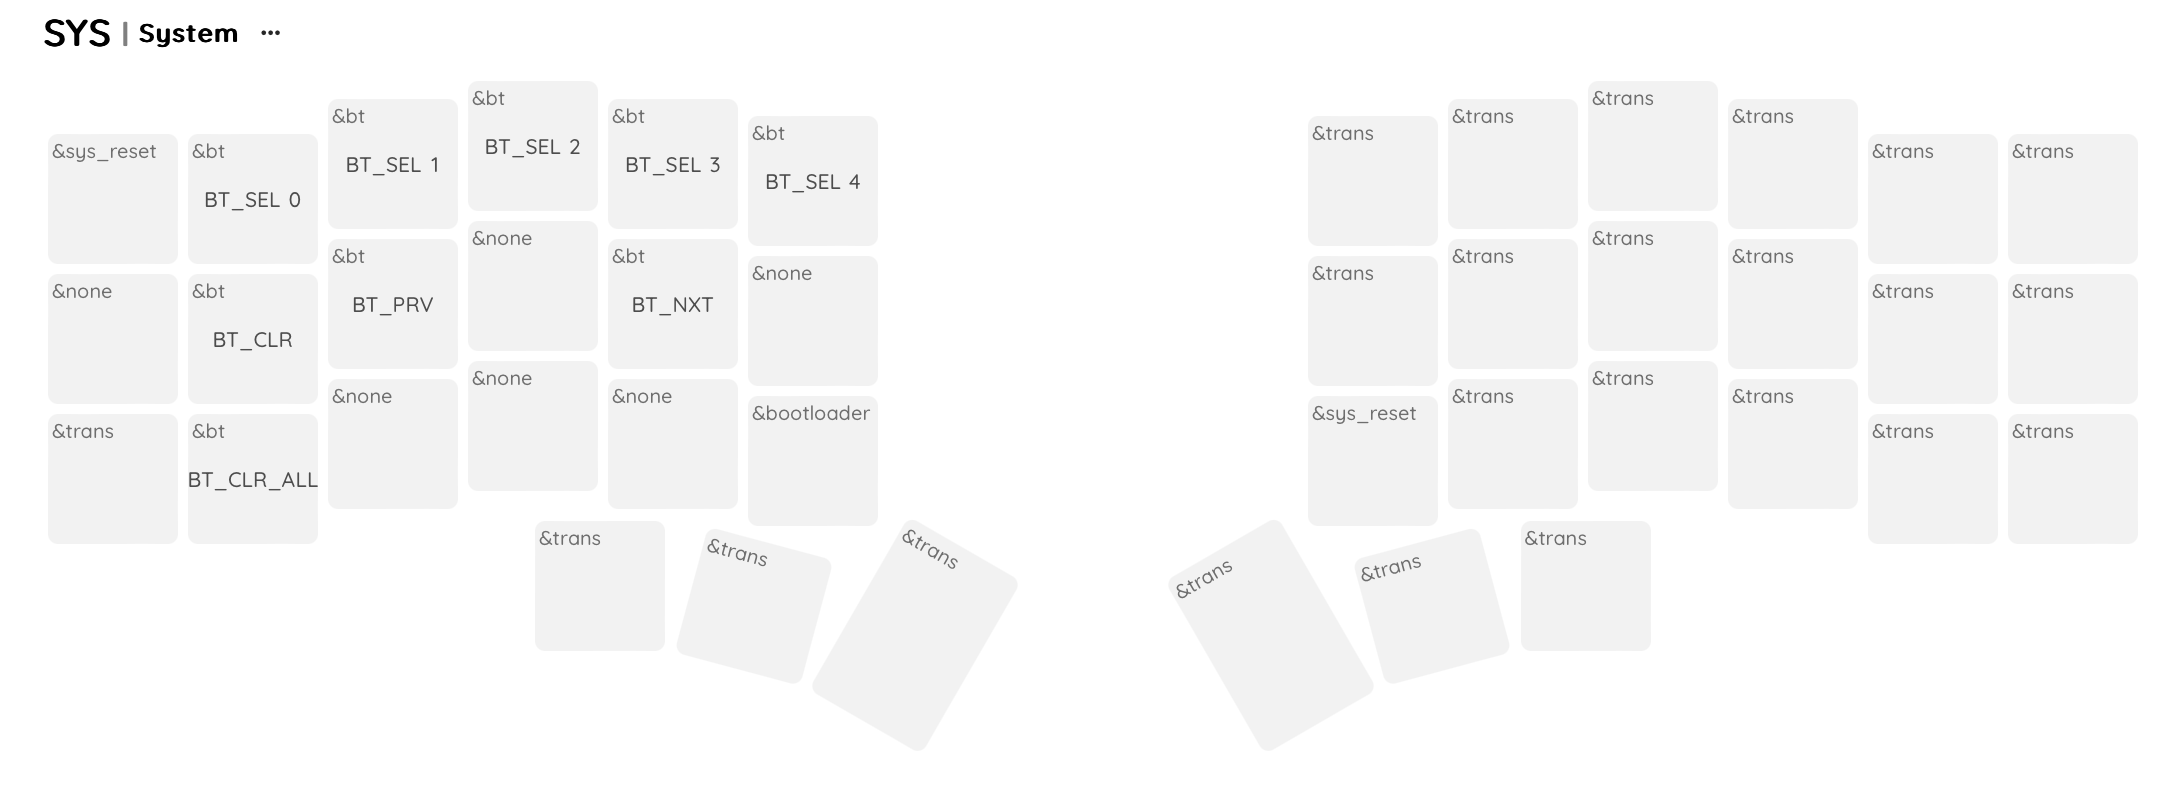 SYS | System ...
&sys_reset
&bt
BT_SEL 0
&bt
BT_SEL 1
&bt
BT_SEL 2
&bt
BT_SEL 3
&bt
BT_SEL 4
&trans
&trans
&trans
&trans
&trans
&trans
&none
&bt
BT_CLR
&bt
BT_PRV
&none
&bt
BT_NXT
&none
&trans
&trans
&trans
&trans
&trans
&trans
&trans
&bt
BT_CLR_ALL
&none
&none
&none
&bootloader
&sys_reset
&trans
&trans
&trans
&trans
&trans
&trans
&trans
&trans
&trans
&trans
&trans